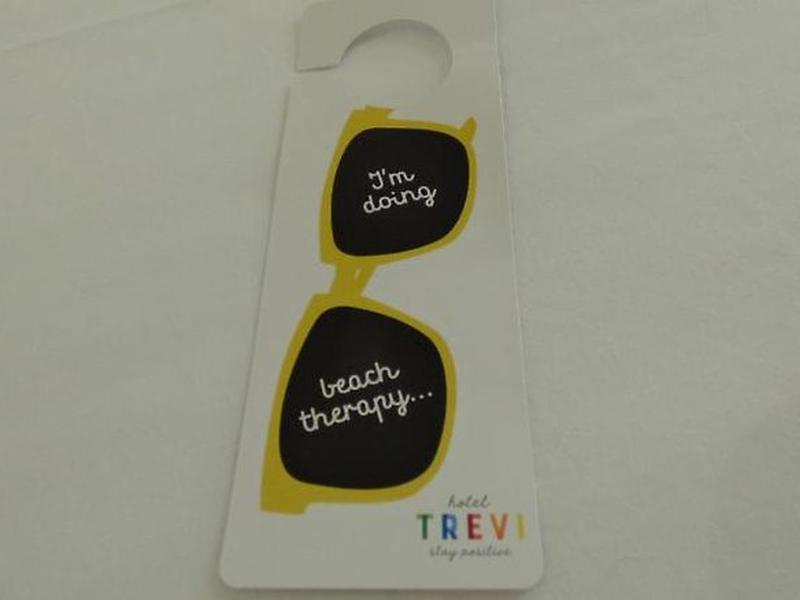 I'm
doing
beach
therapy...
hotel
TREVI
stay positive